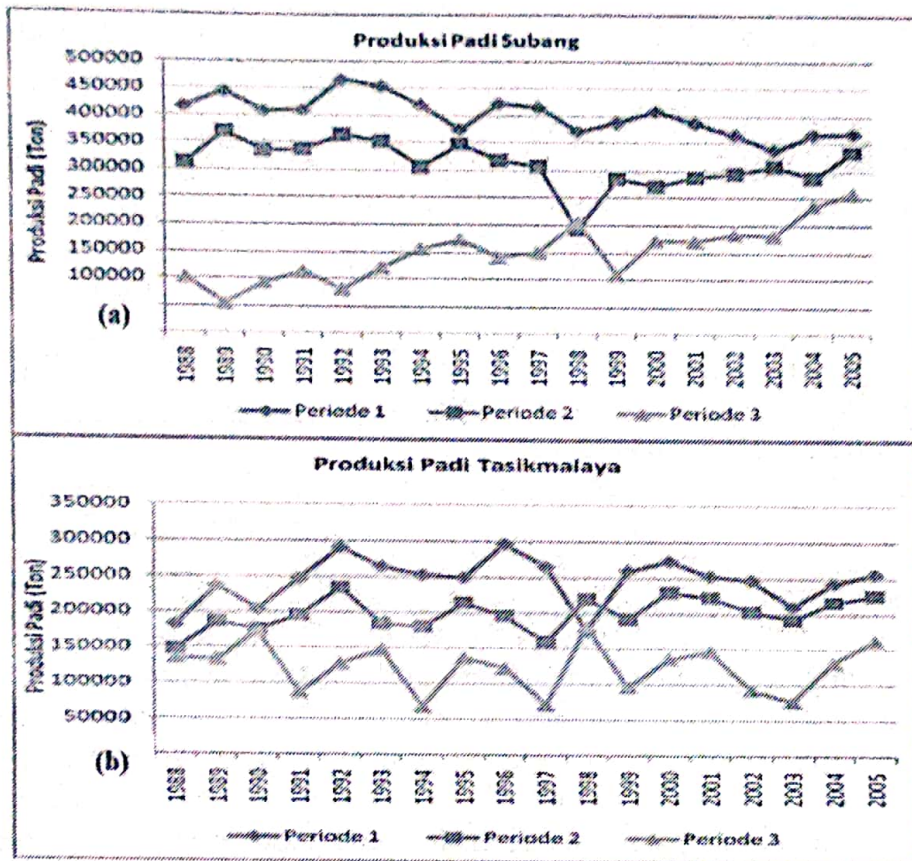 Produksi Padi Subang
Produksi Padi (Ton)
500000
450000
400000
350000
300000
250000
200000
150000
100000
(a)
1988 1989 1990 1991 1992 1993 1994 1995 1996 1997 1998 1999 2000 2001 2002 2003 2004 2005
Periode 1 Periode 2 Periode 3
Produksi Padi Tasikmalaya
Produksi Padi (Ton)
350000
300000
250000
200000
150000
100000
50000
(b)
1988 1989 1990 1991 1992 1993 1994 1995 1996 1997 1998 1999 2000 2001 2002 2003 2004 2005
Periode 1 Periode 2 Periode 3